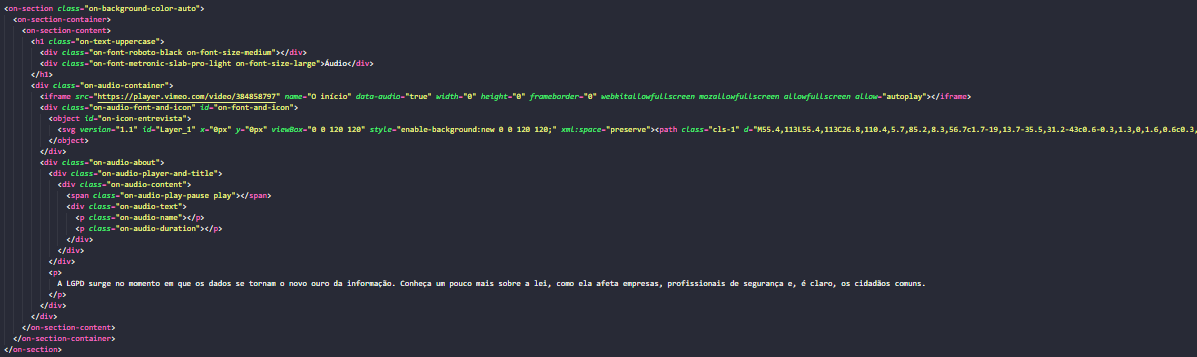 <on-section class="on-background-color-auto">
<on-section-container>
<on-section-content>
<h1 class="on-text-uppercase">
<div class="on-font-roboto-black on-font-size-medium"></div>
<div class="on-font-metronic-slab-pro-light on-font-size-large">Áudio</div>
</h1>
<div class="on-audio-container">
<iframe src="https://player.vimeo.com/video/384858797" name="O início" data-audio="true" width="0" height="0" frameborder="0" webkitallowfullscreen mozallowfullscreen allowfullscreen allow="autoplay"></iframe>
<div class="on-audio-font-and-icon" id="on-font-and-icon">
<object id="on-icon-entrevista">
<svg version="1.1" id="Layer_1" x="0px" y="0px" viewBox="0 0 120 120" style="enable-background:new 0 0 120 120;" xml:space="preserve"><path class="cls-1" d="M55.4,113L55.4,113C26.8,110.4,5.7,85.2,8.3,56.7c1.7-19,13.7-35.5,31.2-43c0.6-0.3,1.3,0,1.6,0.6c0.3,
</object>
</div>
<div class="on-audio-about">
<div class="on-audio-player-and-title">
<div class="on-audio-content">
<span class="on-audio-play-pause play"></span>
<div class="on-audio-text">
<p class="on-audio-name"></p>
<p class="on-audio-duration"></p>
</div>
</div>
</div>
<p>
A LGPD surge no momento em que os dados se tornam o novo ouro da informação. Conheça um pouco mais sobre a lei, como ela afeta empresas, profissionais de segurança e, é claro, os cidadãos comuns.
</p>
</div>
</div>
</on-section-content>
</on-section-container>
</on-section>